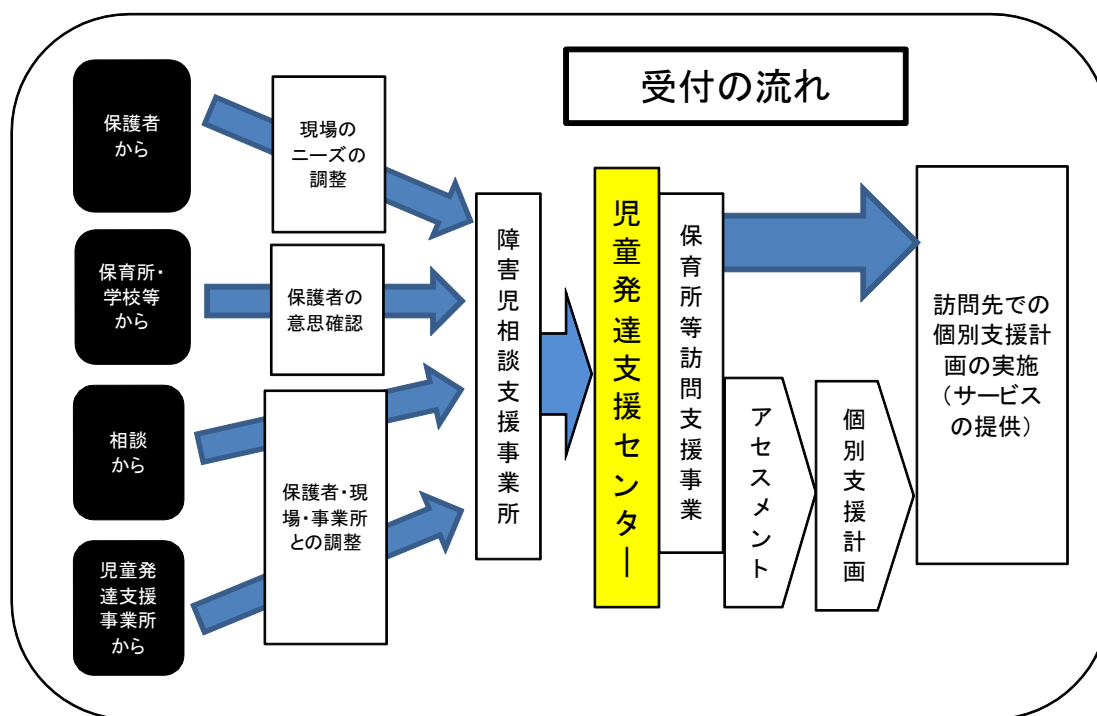 受付の流れ
保護者
から
現場の
ニーズの
調整
保育所・
学校等
から
保護者の
意思確認
相談
から
児童発
達支援
事業所
から
保護者・現
場・事業所
との調整
障害児相談支援事業所
児童発達支援センター
保育所等訪問支援事業
アセスメント
個別支援計画
訪問先での
個別支援計
画の実施
（サービス
の提供）